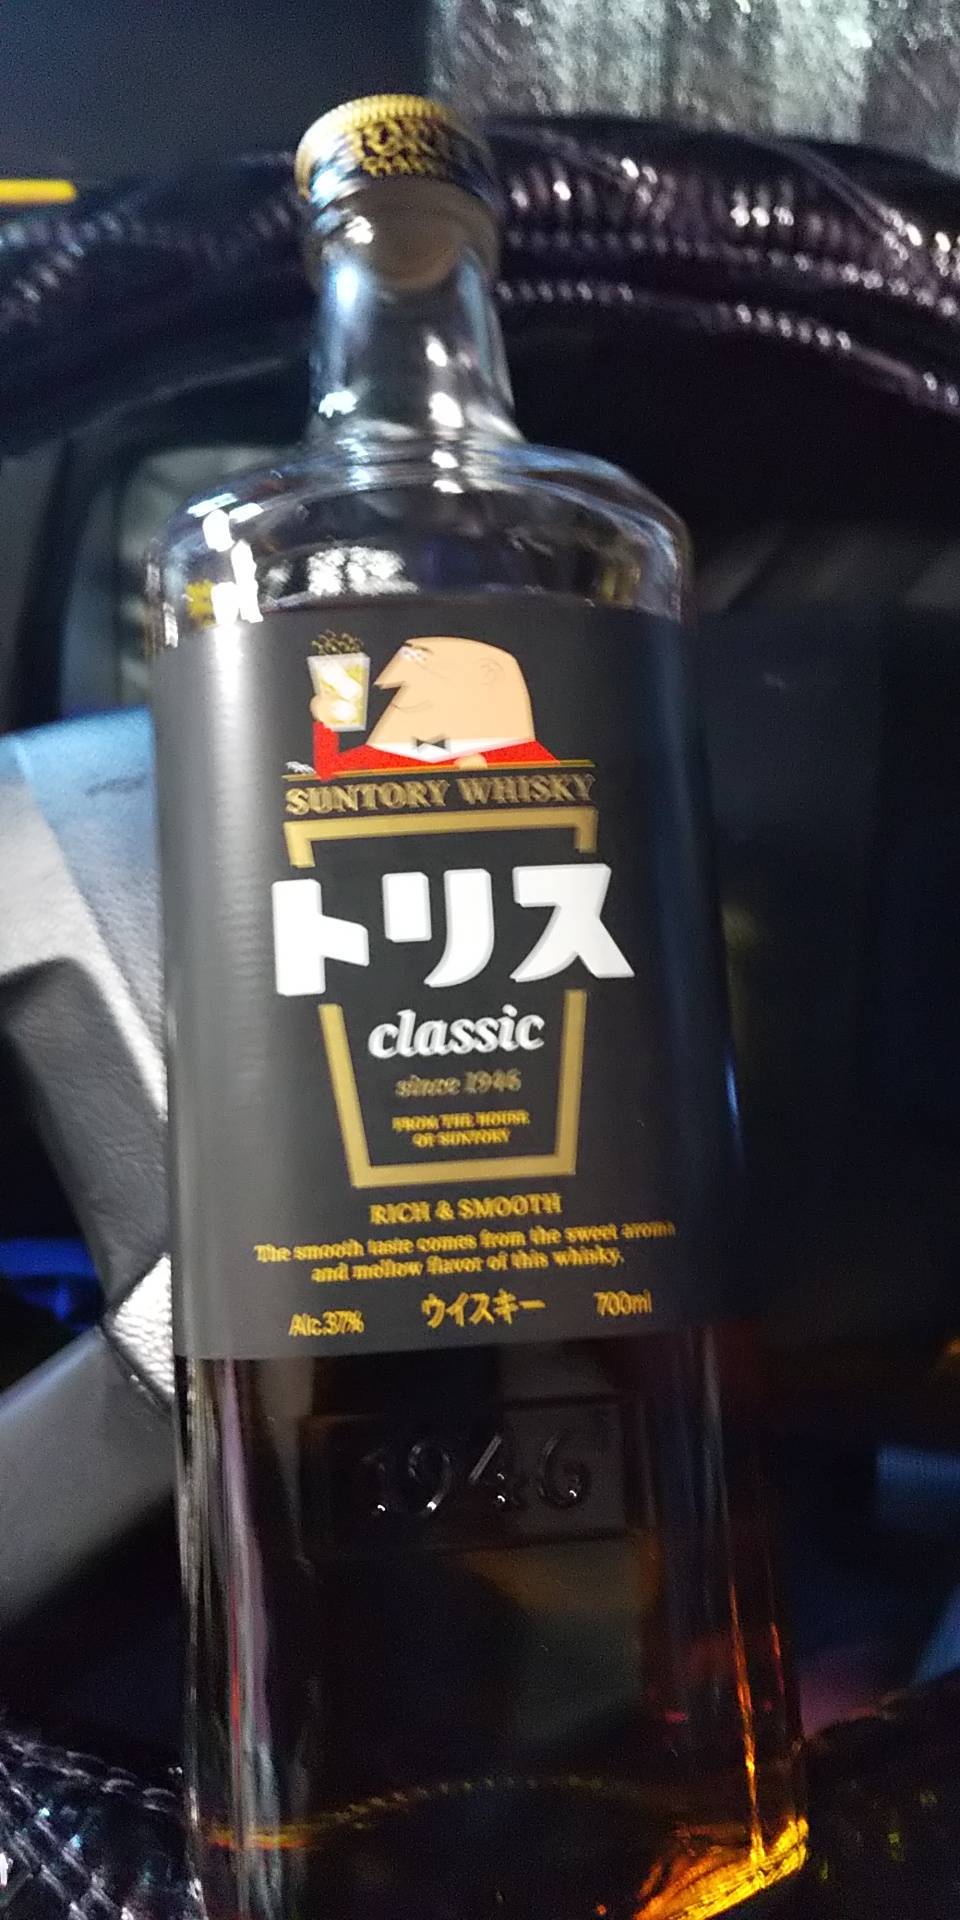 SUNTORY WHISKY
トリス
classic
since 1946
FROM THE HOUSE
OF SUNTORY
RICH & SMOOTH
The smooth taste comes from the sweet aroma
and mellow flavor of this whisky.
Alc.37% ウイスキー 700ml
1946